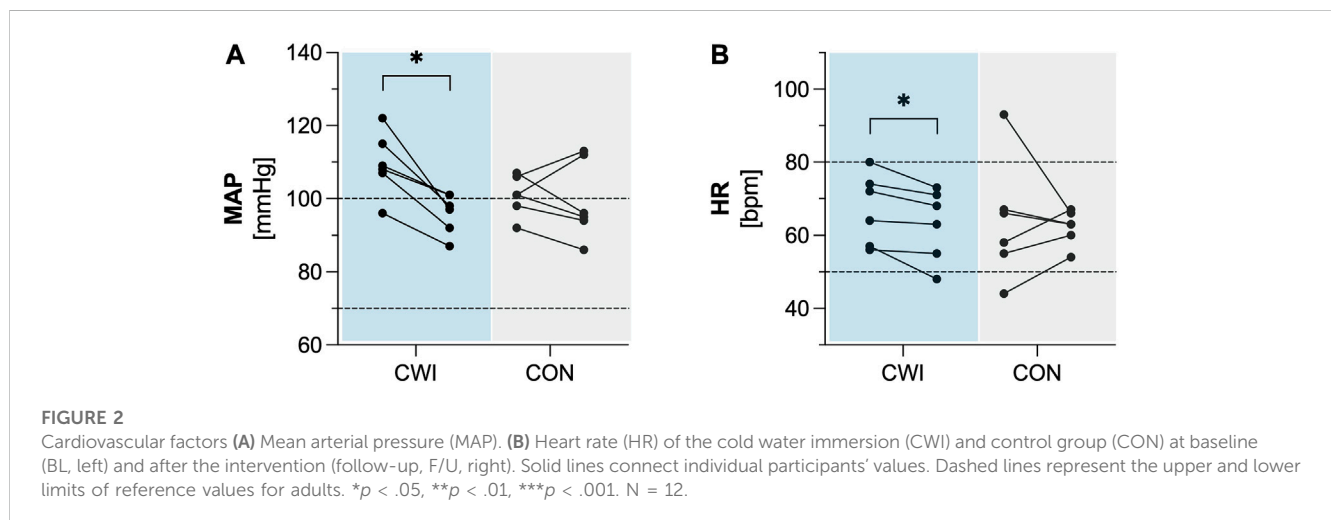 A
B
140
120
100
80
60
MAP
[mmHg]
*
CWI
CON
100
80
60
40
HR
[bpm]
*
CWI
CON
FIGURE 2
Cardiovascular factors (A) Mean arterial pressure (MAP). (B) Heart rate (HR) of the cold water immersion (CWI) and control group (CON) at baseline
(BL, left) and after the intervention (follow-up, F/U, right). Solid lines connect individual participants’ values. Dashed lines represent the upper and lower
limits of reference values for adults. *p < .05, **p < .01, ***p < .001. N = 12.